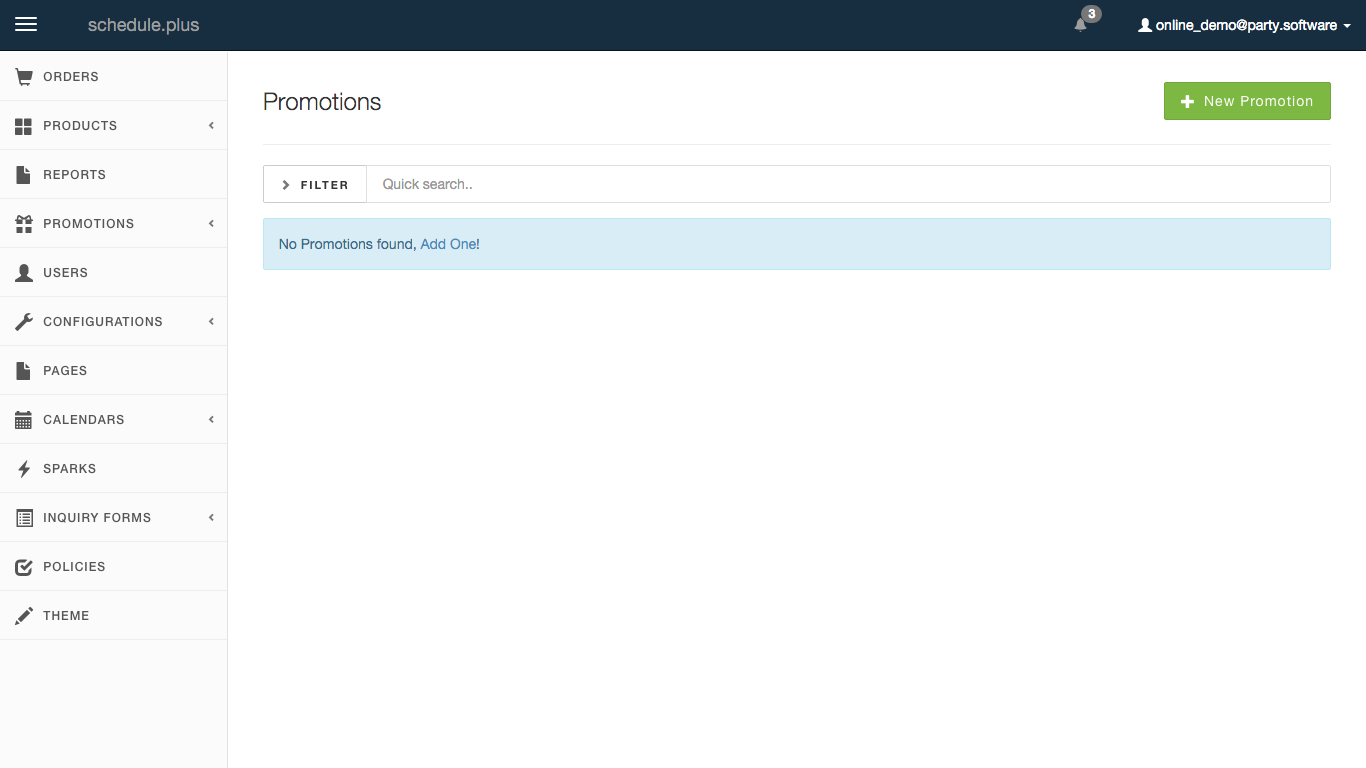 schedule.plus
3
online_demo@party.software
ORDERS
PRODUCTS
REPORTS
PROMOTIONS
USERS
CONFIGURATIONS
PAGES
CALENDARS
SPARKS
INQUIRY FORMS
POLICIES
THEME
Promotions
New Promotion
FILTER
Quick search..
No Promotions found, Add One!